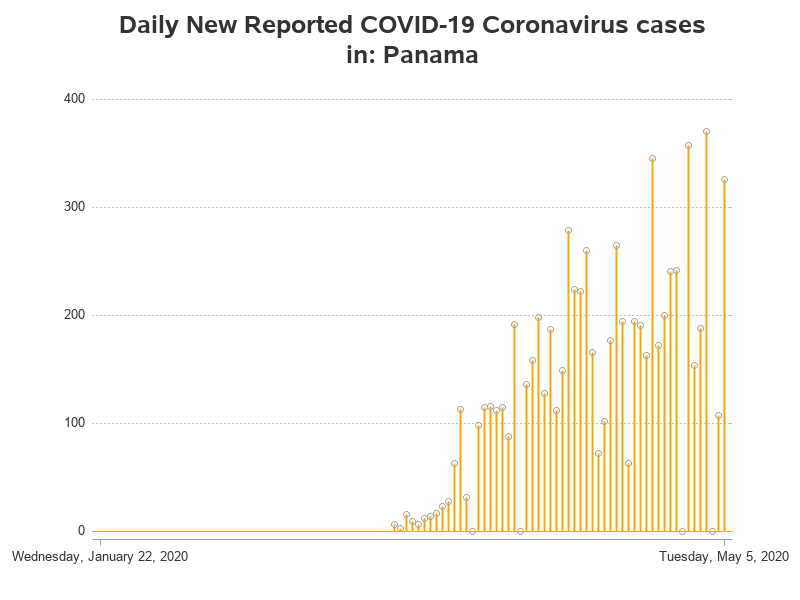 Daily New Reported COVID-19 Coronavirus cases
in: Panama
400
300
200
100
0
Wednesday, January 22, 2020
Tuesday, May 5, 2020